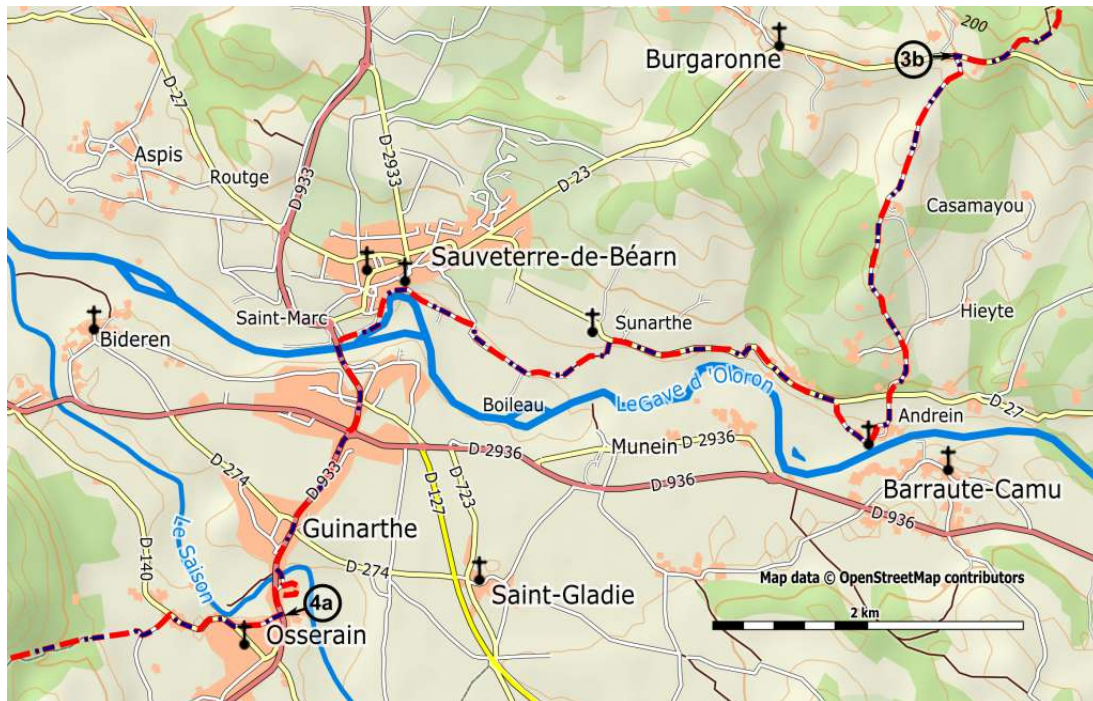 200
Burgaronne
3b
D-27
Aspis
Routge
D-933
D 2933
D-23
Casamayou
Sauveterre-de-Béarn
Saint-Marc
Sunarthe
Hieyte
Bideren
Boileau
LeGave d 'Oloron
Andrein
D-27
Munein
D 2936
D 2936
D 936
D-274
D-933
D-723
D 127
Barraute-Camu
D 936
Guinarthe
Le Saison
D-140
D-274
Saint-Gladie
Map data © OpenStreetMap contributors
4a
2 km
Osserain